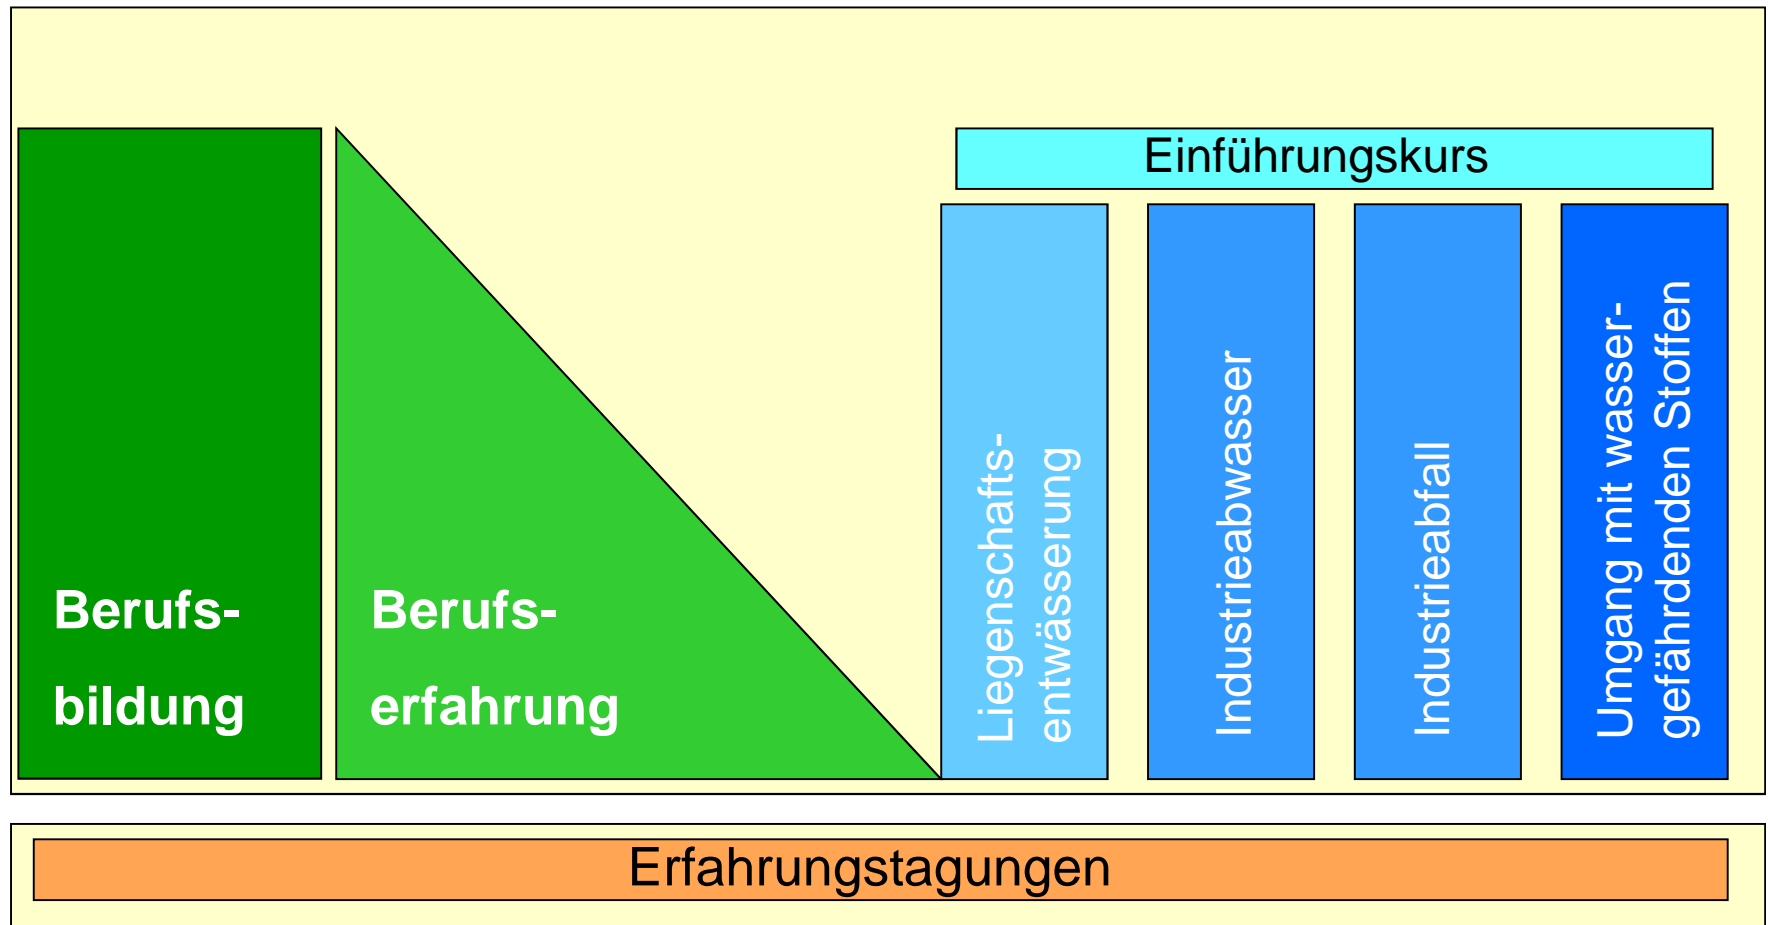 Einführungskurs
Berufs-
bildung
Berufs-
erfahrung
Liegenschafts-
entwässerung
Industrieabwasser
Industrieabfall
Umgang mit wasser-
gefährdenden Stoffen
Erfahrungstagungen